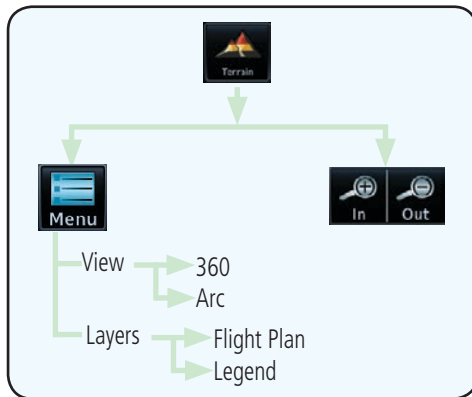 Terrain
Menu
In Out
View
360
Arc
Layers
Flight Plan
Legend